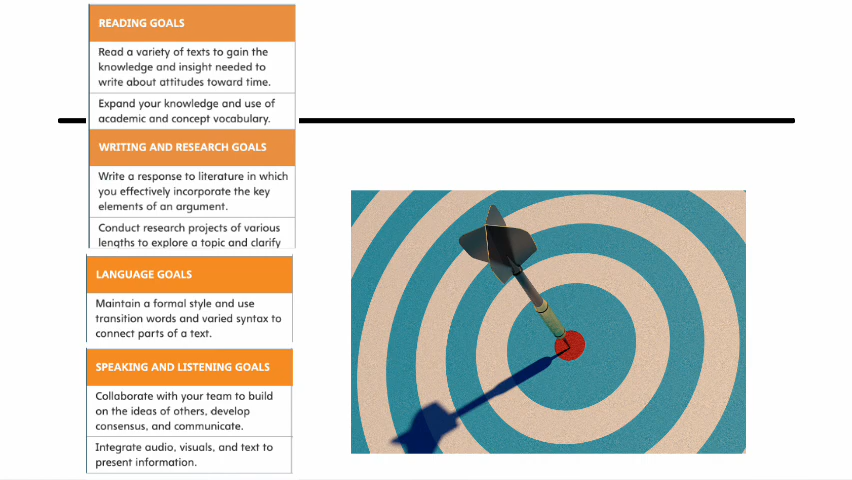 READING GOALS
Read a variety of texts to gain the
knowledge and insight needed to
write about attitudes toward time.
Expand your knowledge and use of
academic and concept vocabulary.
WRITING AND RESEARCH GOALS
Write a response to literature in which
you effectively incorporate the key
elements of an argument.
Conduct research projects of various
lengths to explore a topic and clarify
LANGUAGE GOALS
Maintain a formal style and use
transition words and varied syntax to
connect parts of a text.
SPEAKING AND LISTENING GOALS
Collaborate with your team to build
on the ideas of others, develop
consensus, and communicate.
Integrate audio, visuals, and text to
present information.